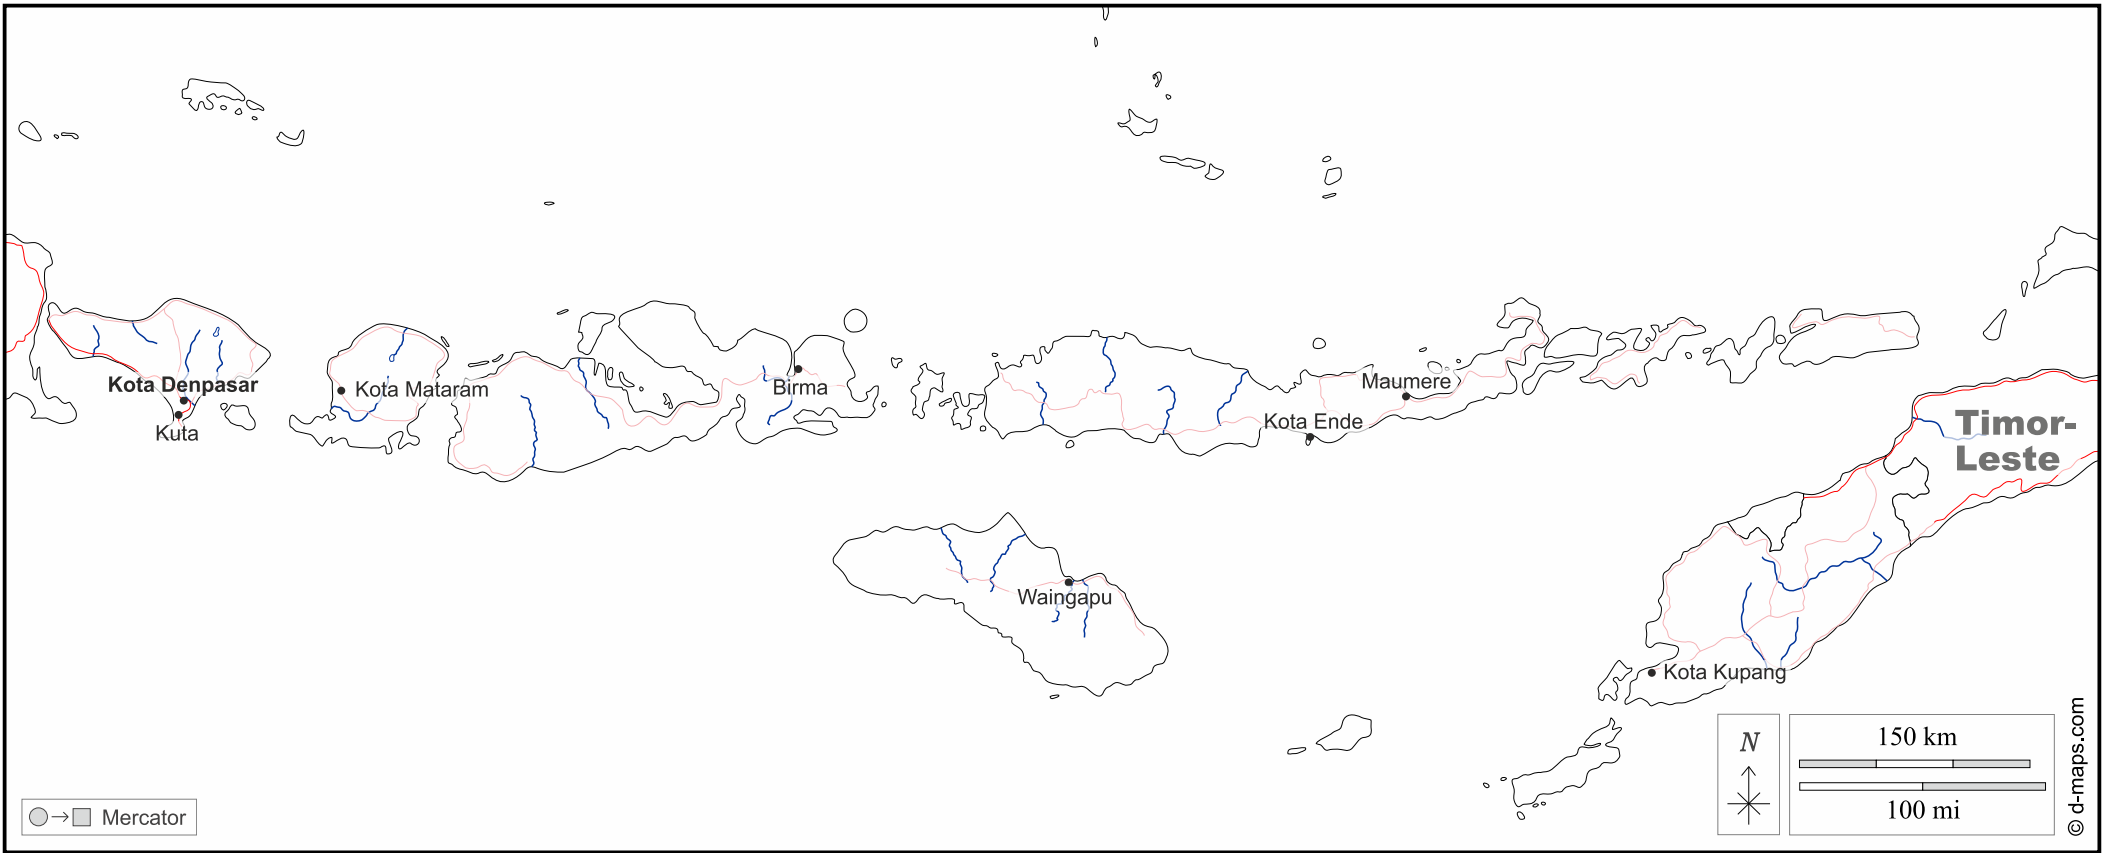 Kota Denpasar
Kuta
Kota Mataram
Birma
Maumere
Kota Ende
Timor-
Leste
Waingapu
Kota Kupang
N
150 km
100 mi
Mercator
© d-maps.com